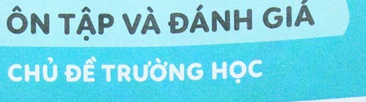 ÔN TẬP VÀ ĐÁNH GIÁ
CHỦ ĐỀ TRƯỜNG HỌC